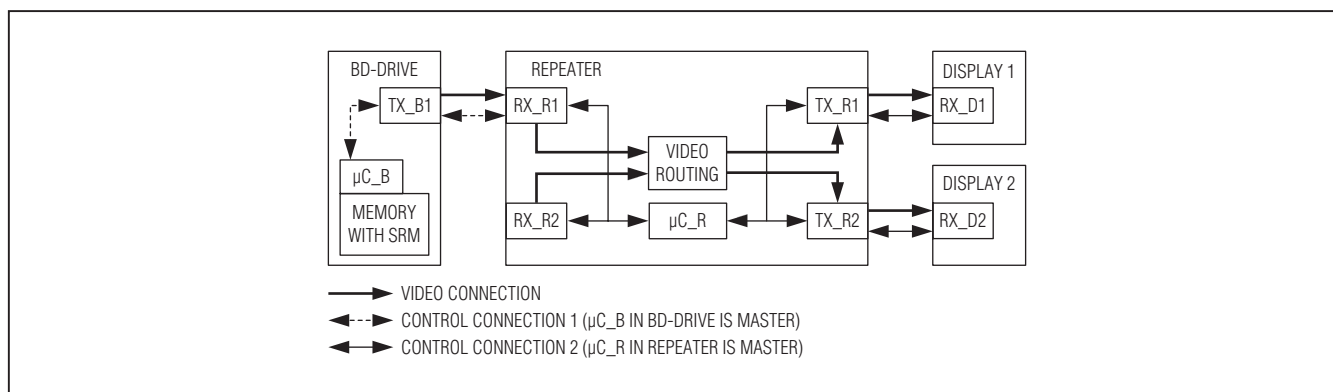 BD-DRIVE
TX_B1
µC_B
MEMORY
WITH SRM
REPEATER
RX_R1
RX_R2
VIDEO
ROUTING
µC_R
TX_R1
TX_R2
DISPLAY 1
RX_D1
DISPLAY 2
RX_D2
VIDEO CONNECTION
CONTROL CONNECTION 1 (µC_B IN BD-DRIVE IS MASTER)
CONTROL CONNECTION 2 (µC_R IN REPEATER IS MASTER)